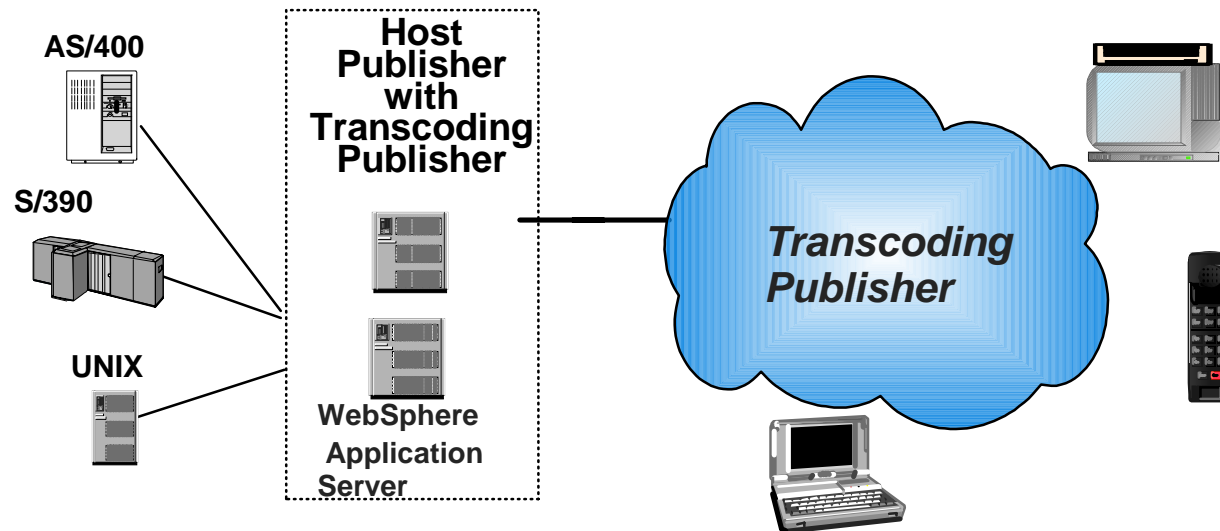 AS/400
S/390
UNIX
Host
Publisher
with
Transcoding
Publisher
WebSphere
Application
Server
Transcoding
Publisher